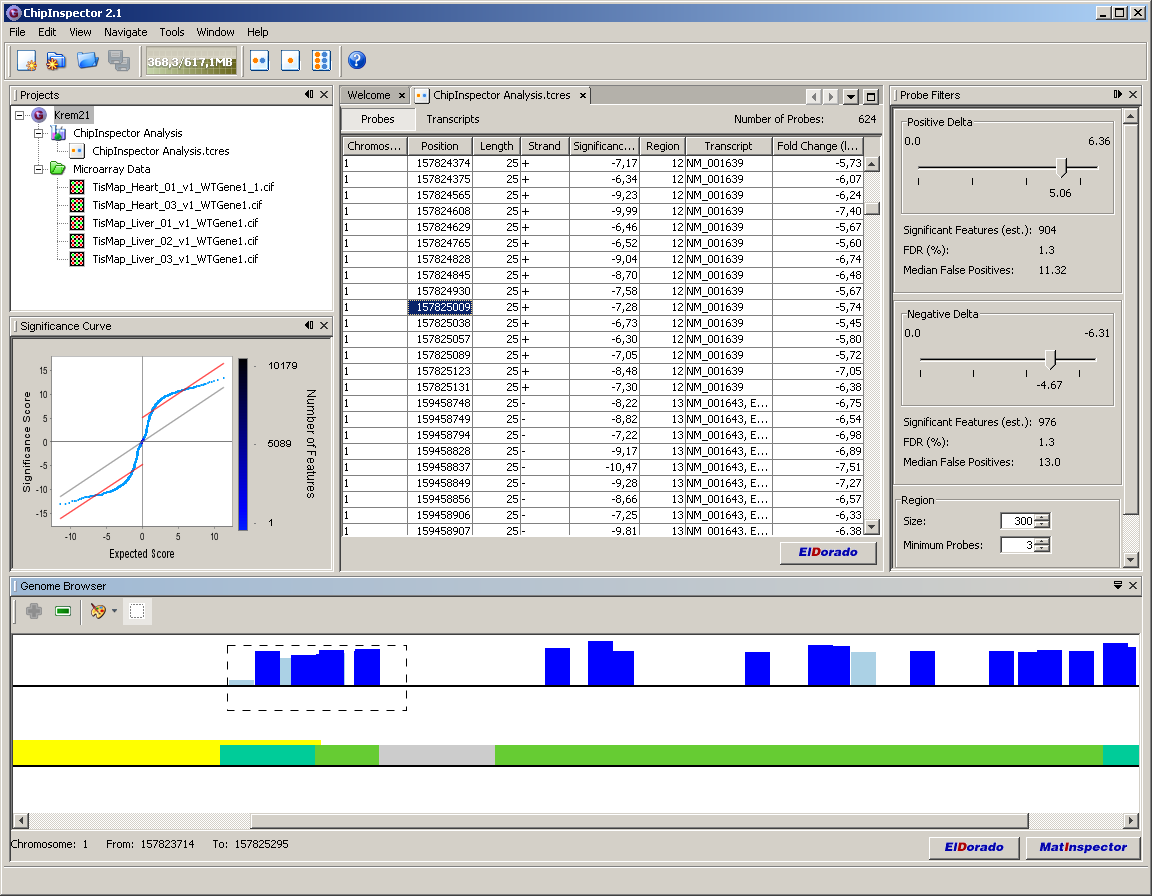 ChipInspector 2.1
File Edit View Navigate Tools Window Help
368,3/617,1MB
Projects
Krem21
ChipInspector Analysis
ChipInspector Analysis.tcres
Microarray Data
TisMap_Heart_01_v1_WTGene1_1.cif
TisMap_Heart_03_v1_WTGene1.cif
TisMap_Liver_01_v1_WTGene1.cif
TisMap_Liver_02_v1_WTGene1.cif
TisMap_Liver_03_v1_WTGene1.cif
Significance Curve
Significance Score
15
10
5
0
-5
-10
-15
-10 -5 0 5 10
Expected Score
10179
5089
1
Number of Features
Welcome ChipInspector Analysis.tcres
Probes Transcripts Number of Probes: 624
Chromos... Position Length Strand Significanc... Region Transcript Fold Change (l...
1 157824374 25 + -7,17 12 NM_001639 -5,73
1 157824375 25 + -6,34 12 NM_001639 -6,07
1 157824565 25 + -9,23 12 NM_001639 -6,24
1 157824608 25 + -9,99 12 NM_001639 -7,40
1 157824629 25 + -6,46 12 NM_001639 -5,67
1 157824765 25 + -6,52 12 NM_001639 -5,60
1 157824828 25 + -9,04 12 NM_001639 -6,74
1 157824845 25 + -8,70 12 NM_001639 -6,48
1 157824930 25 + -7,58 12 NM_001639 -5,67
1 157825009 25 + -7,28 12 NM_001639 -5,74
1 157825038 25 + -6,73 12 NM_001639 -5,45
1 157825057 25 + -6,30 12 NM_001639 -5,80
1 157825089 25 + -7,05 12 NM_001639 -5,72
1 157825123 25 + -8,48 12 NM_001639 -7,05
1 157825131 25 + -7,30 12 NM_001639 -6,38
1 159458748 25 - -8,22 13 NM_001643, E... -6,75
1 159458749 25 - -8,82 13 NM_001643, E... -6,54
1 159458794 25 - -7,22 13 NM_001643, E... -6,98
1 159458828 25 - -9,17 13 NM_001643, E... -6,89
1 159458837 25 - -10,47 13 NM_001643, E... -7,51
1 159458849 25 - -9,28 13 NM_001643, E... -7,27
1 159458856 25 - -8,66 13 NM_001643, E... -6,57
1 159458906 25 - -7,25 13 NM_001643, E... -6,33
1 159458907 25 - -9,81 13 NM_001643, E... -6,38
ElDorado
Probe Filters
Positive Delta
0.0 6.36
5.06
Significant Features (est.): 904
FDR (%): 1.3
Median False Positives: 11.32
Negative Delta
0.0 -6.31
-4.67
Significant Features (est.): 976
FDR (%): 1.3
Median False Positives: 13.0
Region
Size: 300
Minimum Probes: 3
Genome Browser
Chromosome: 1 From: 157823714 To: 157825295
ElDorado MatInspector